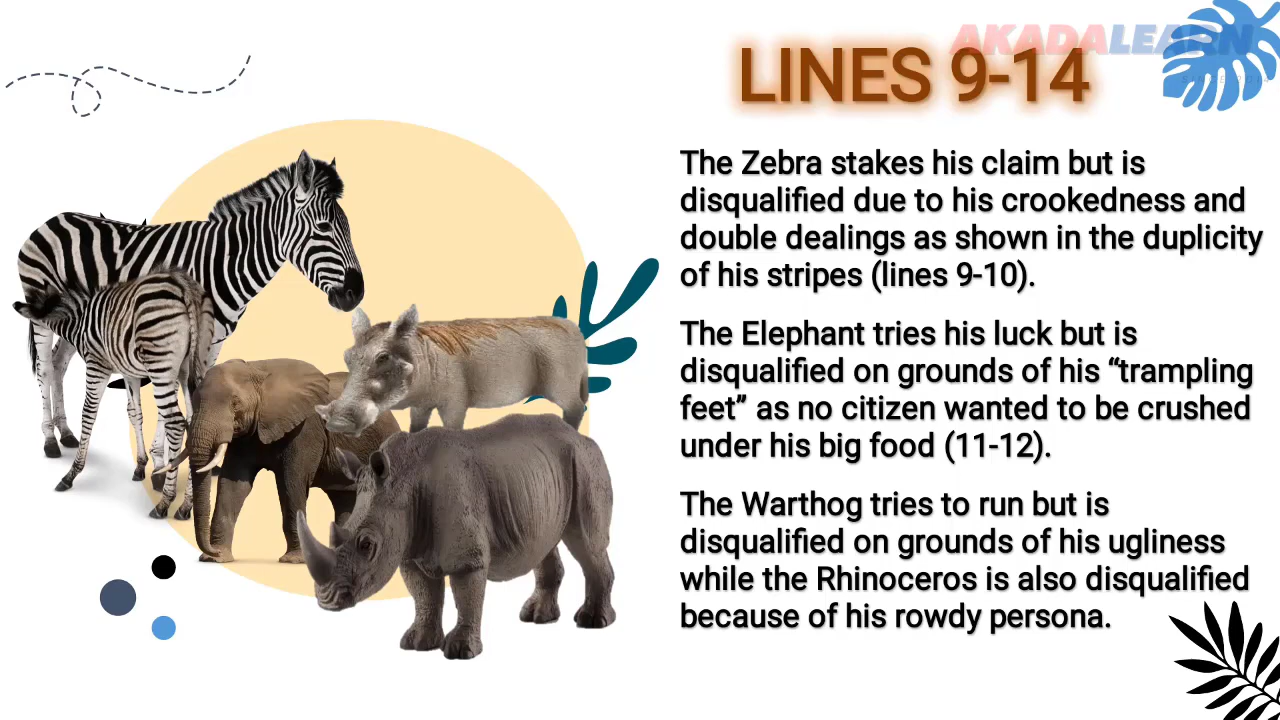 AKADALEARN
LINES 9-14
The Zebra stakes his claim but is
disqualified due to his crookedness and
double dealings as shown in the duplicity
of his stripes (lines 9-10).
The Elephant tries his luck but is
disqualified on grounds of his “trampling
feet” as no citizen wanted to be crushed
under his big food (11-12).
The Warthog tries to run but is
disqualified on grounds of his ugliness
while the Rhinoceros is also disqualified
because of his rowdy persona.